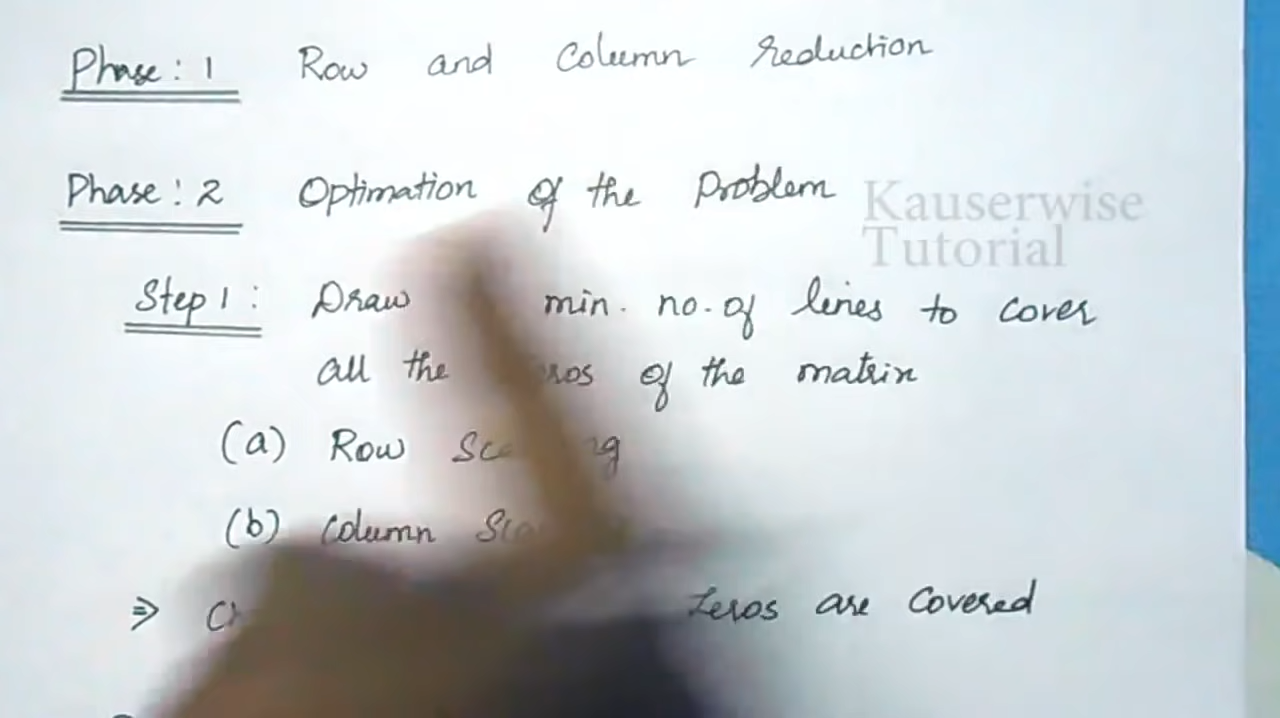 Phase: 1 Row and Column reduction
Phase: 2 Optimation of the Problem
Kauserwise
Tutorial
Step 1: Draw min. no. of lines to cover
all the of the matrix
(a) Row
(b) Column
⇒ Zeros are Covered